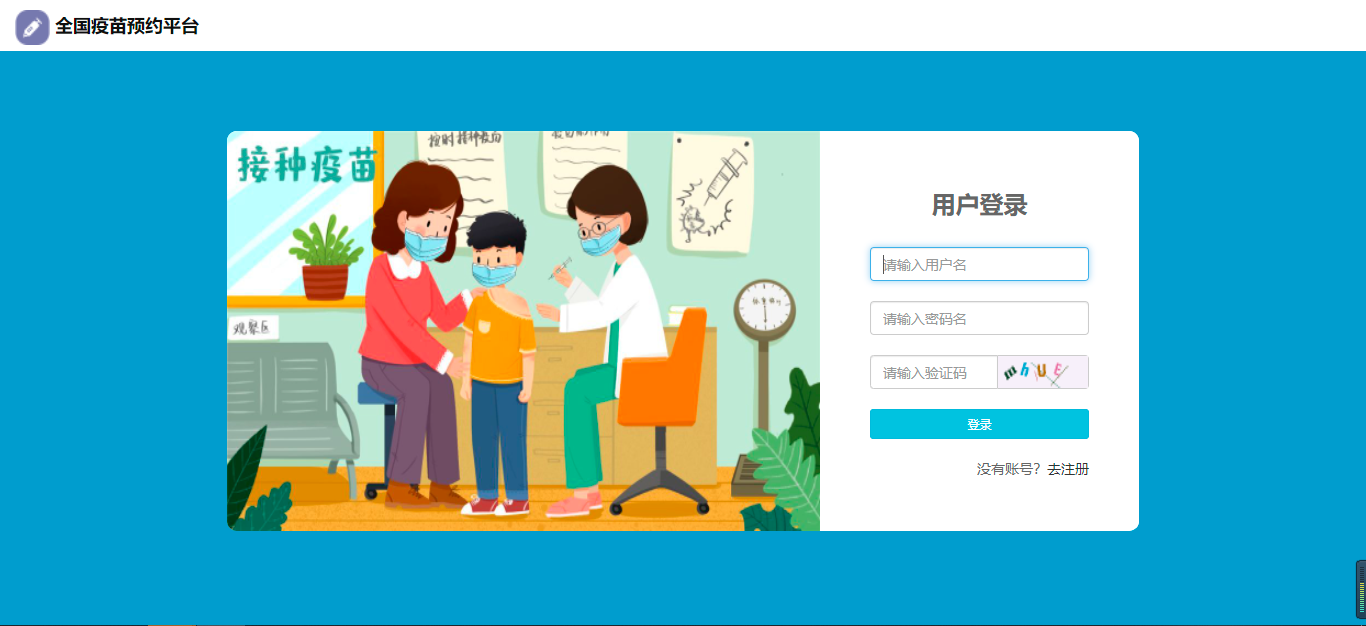 全国疫苗预约平台
接种疫苗
按时接种疫苗
观察区
用户登录
请输入用户名
请输入密码名
请输入验证码
mhUE
登录
没有账号？去注册